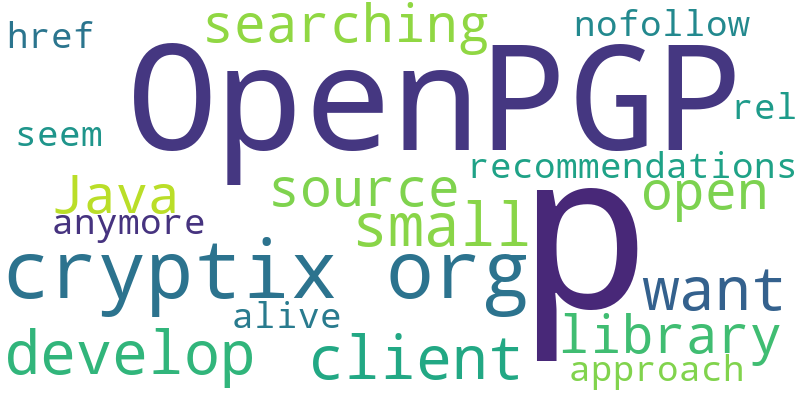 href searching nofollow
OpenPGP rel
seem recommendations
Java source p open
anymore small
cryptix org want
alive library
develop client approach